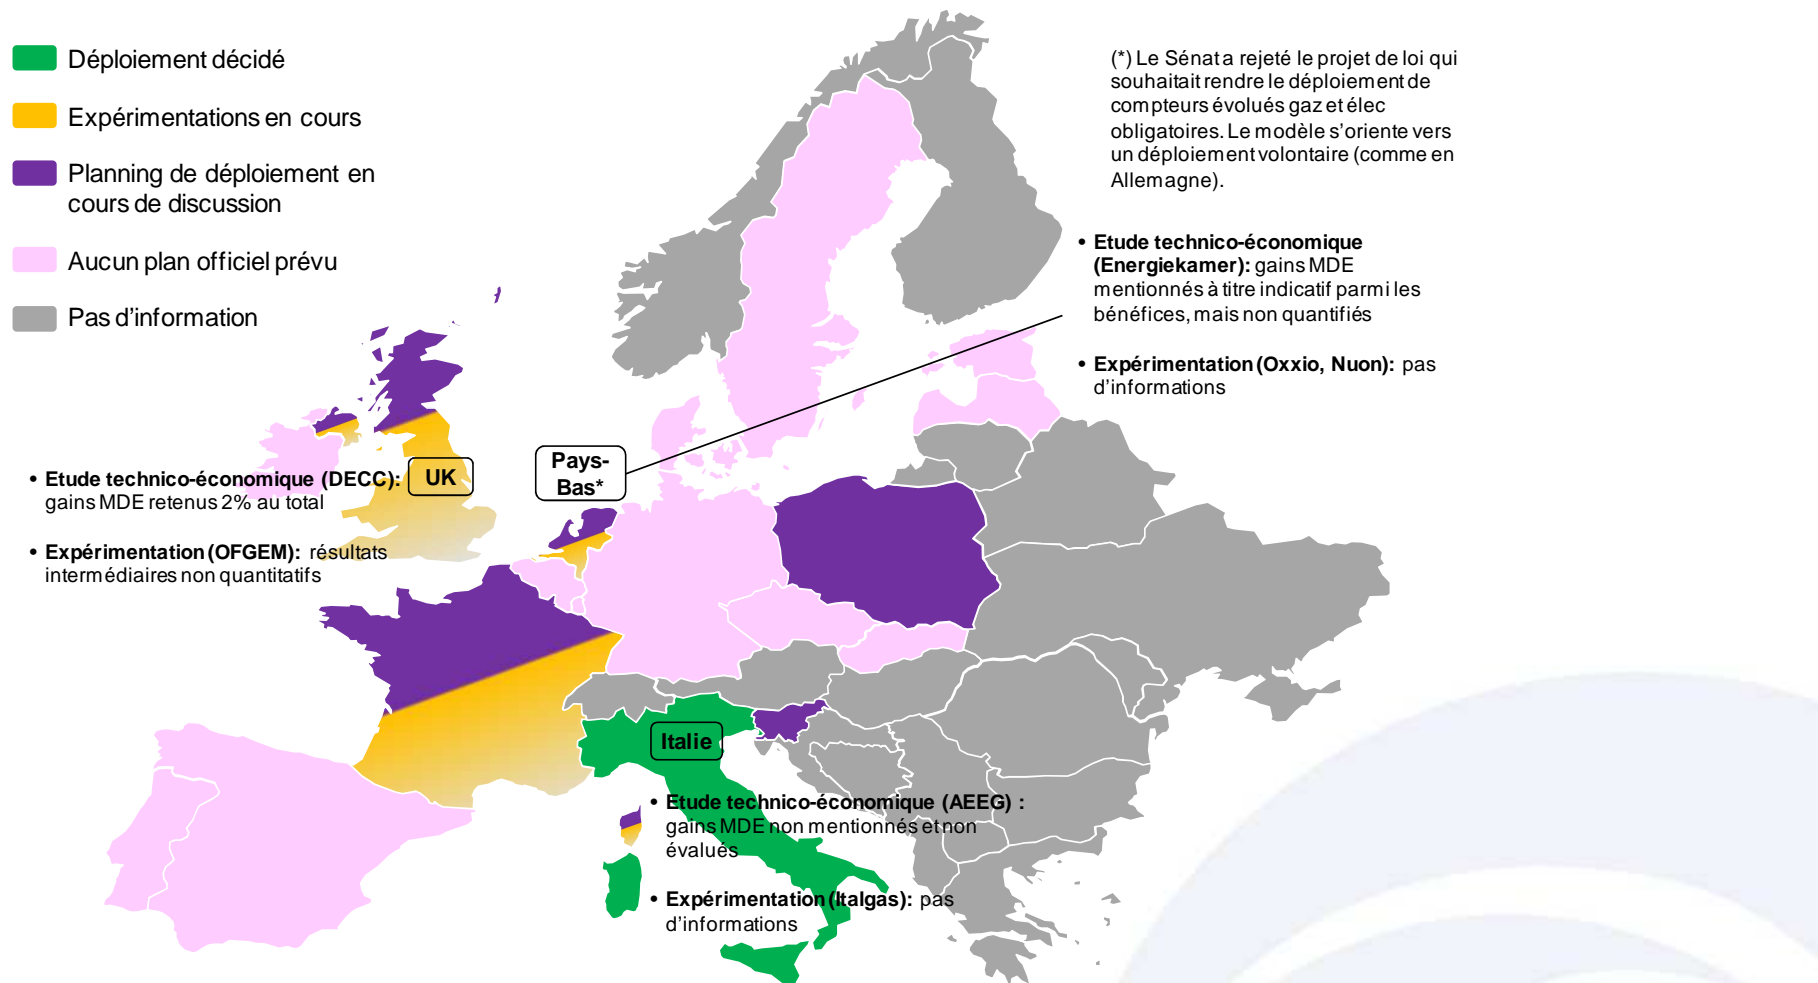 Déploiement décidé
Expérimentations en cours
Planning de déploiement en
cours de discussion
Aucun plan officiel prévu
Pas d'information
(*) Le Sénat a rejeté le projet de loi qui
souhaitait rendre le déploiement de
compteurs évolués gaz et élec
obligatoires. Le modèle s'oriente vers
un déploiement volontaire (comme en
Allemagne).
• Etude technico-économique
(Energiekamer): gains MDE
mentionnés à titre indicatif parmi les
bénéfices, mais non quantifiés
• Expérimentation (Oxxio, Nuon): pas
d'informations
Pays-
Bas*
• Etude technico-économique (DECC):
gains MDE retenus 2% au total
UK
• Expérimentation (OFGEM): résultats
intermédiaires non quantitatifs
Italie
• Etude technico-économique (AEEG) :
gains MDE non mentionnés et non
évalués
• Expérimentation (Italgas): pas
d'informations